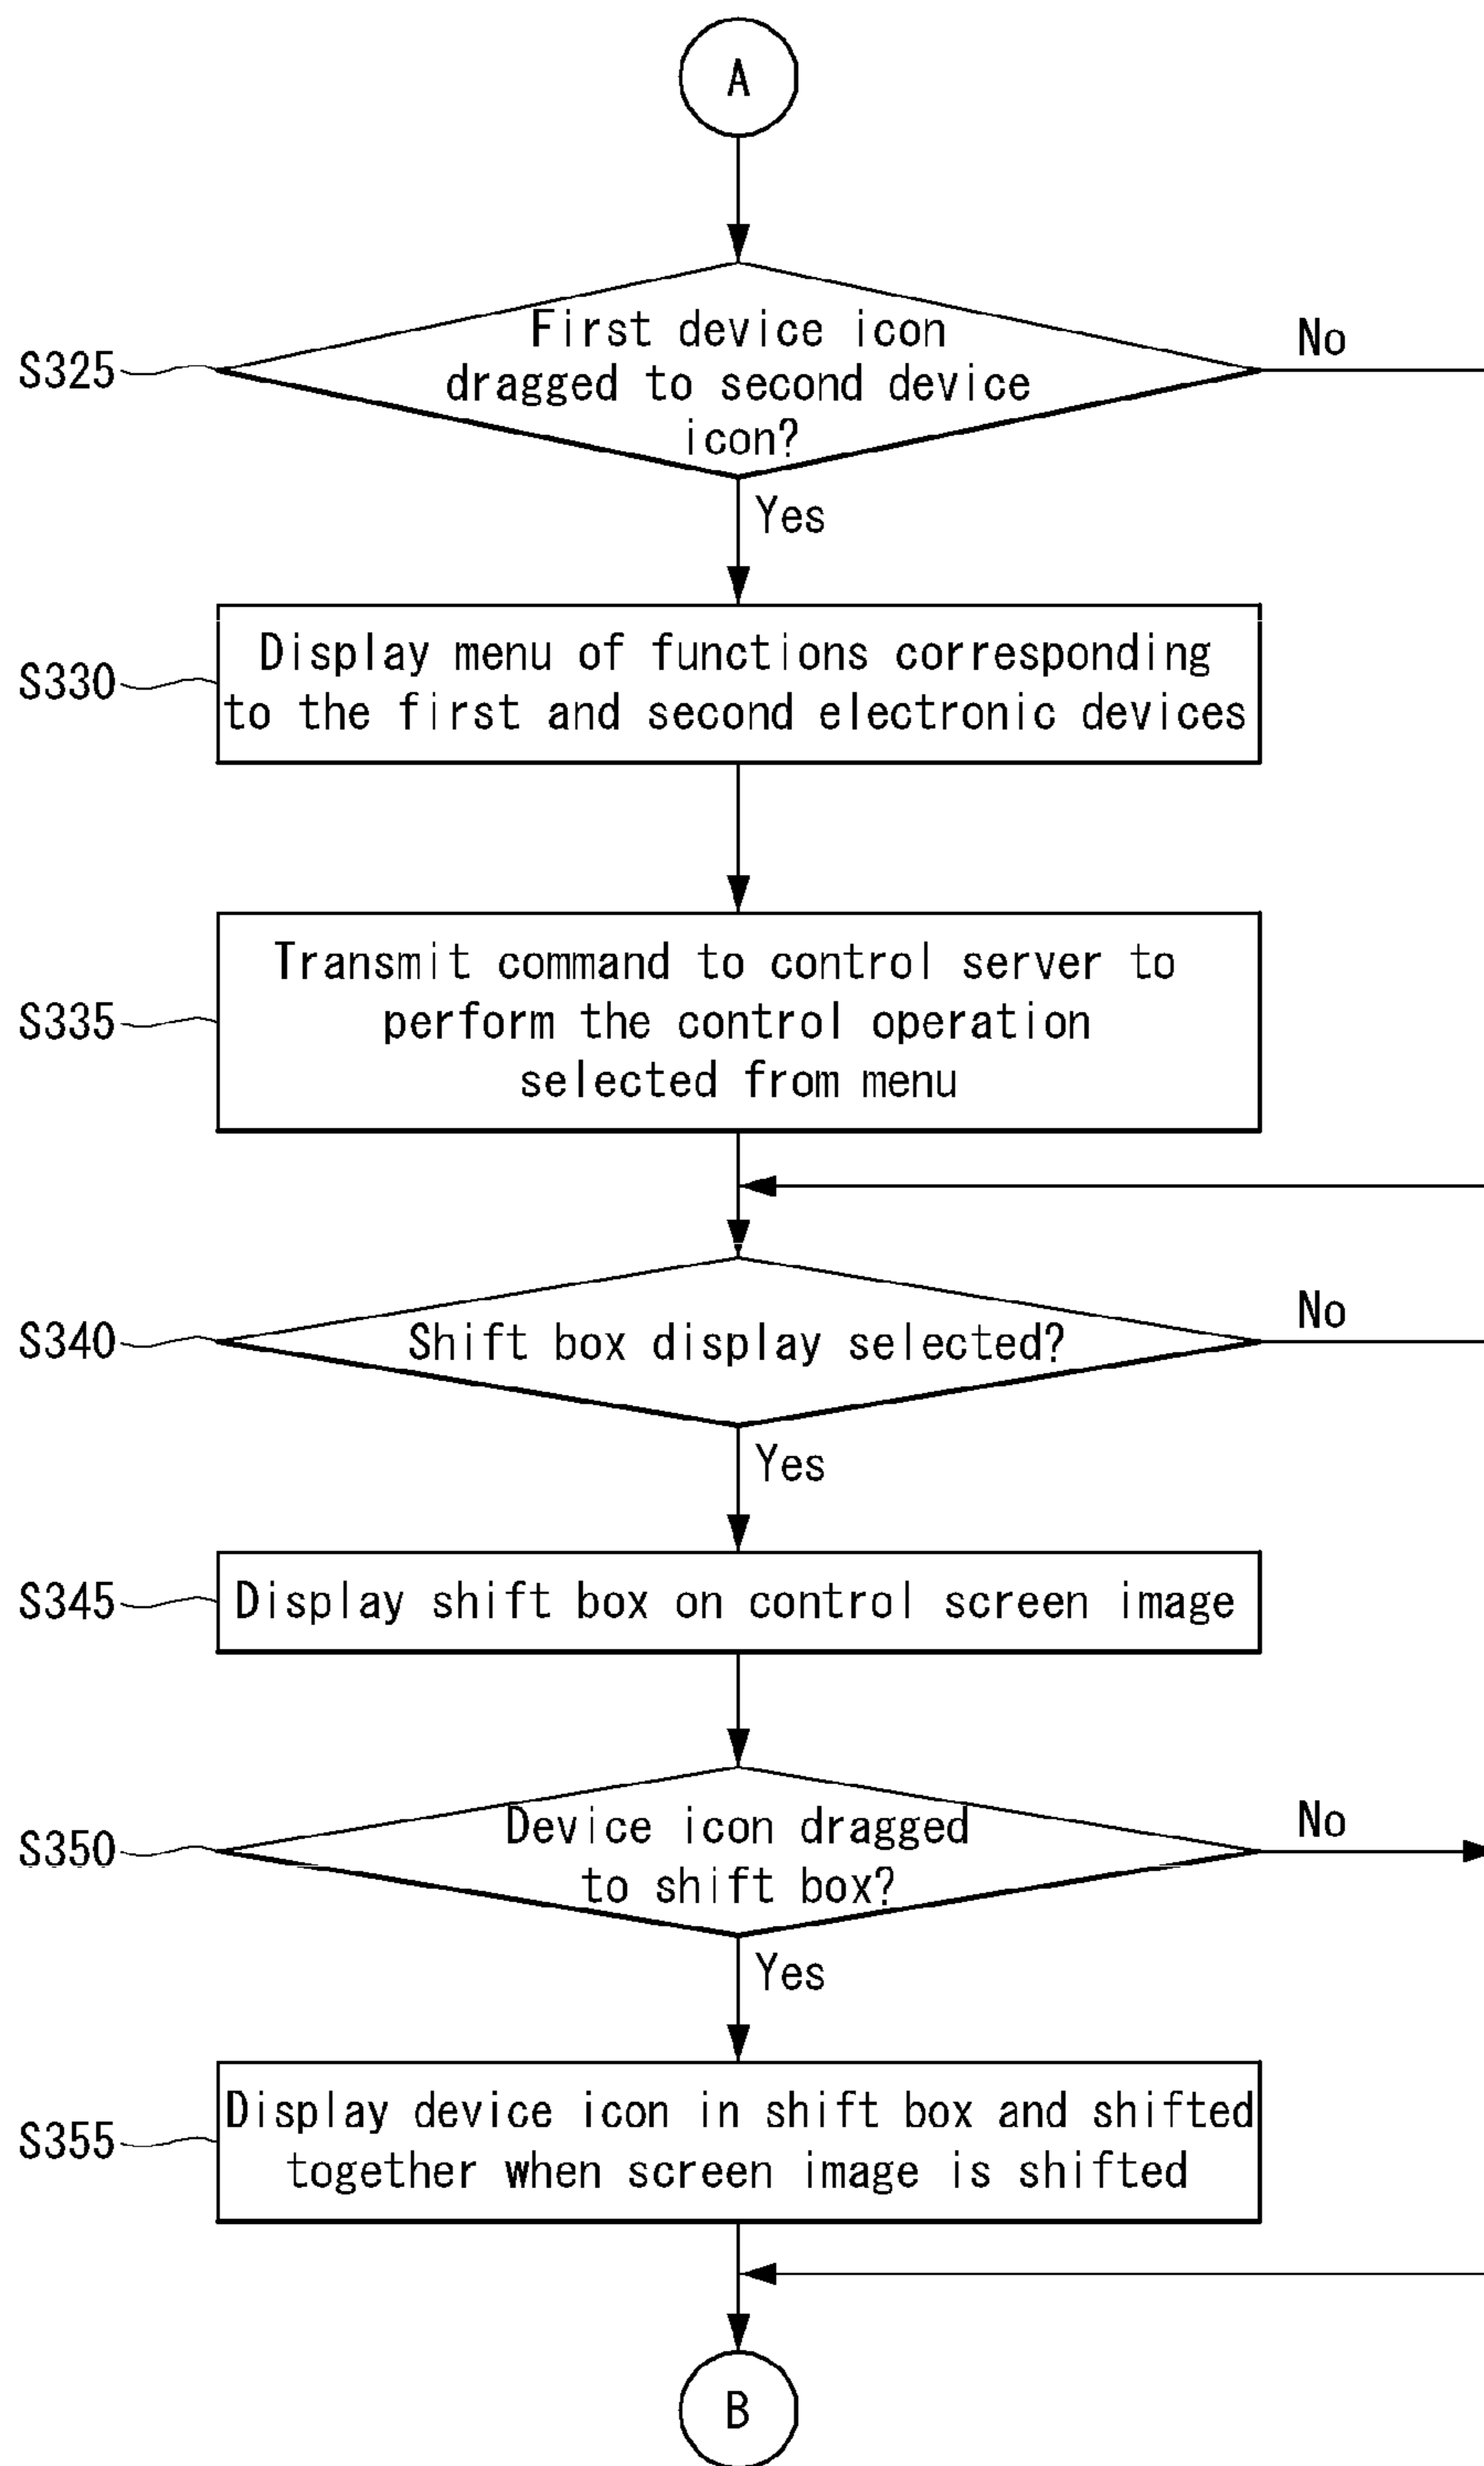 A
First device icon
dragged to second device
icon?
S325
No
Yes
S330
Display menu of functions corresponding
to the first and second electronic devices
S335
Transmit command to control server to
perform the control operation
selected from menu
S340
Shift box display selected?
No
Yes
S345
Display shift box on control screen image
S350
Device icon dragged
to shift box?
No
Yes
S355
Display device icon in shift box and shifted
together when screen image is shifted
B